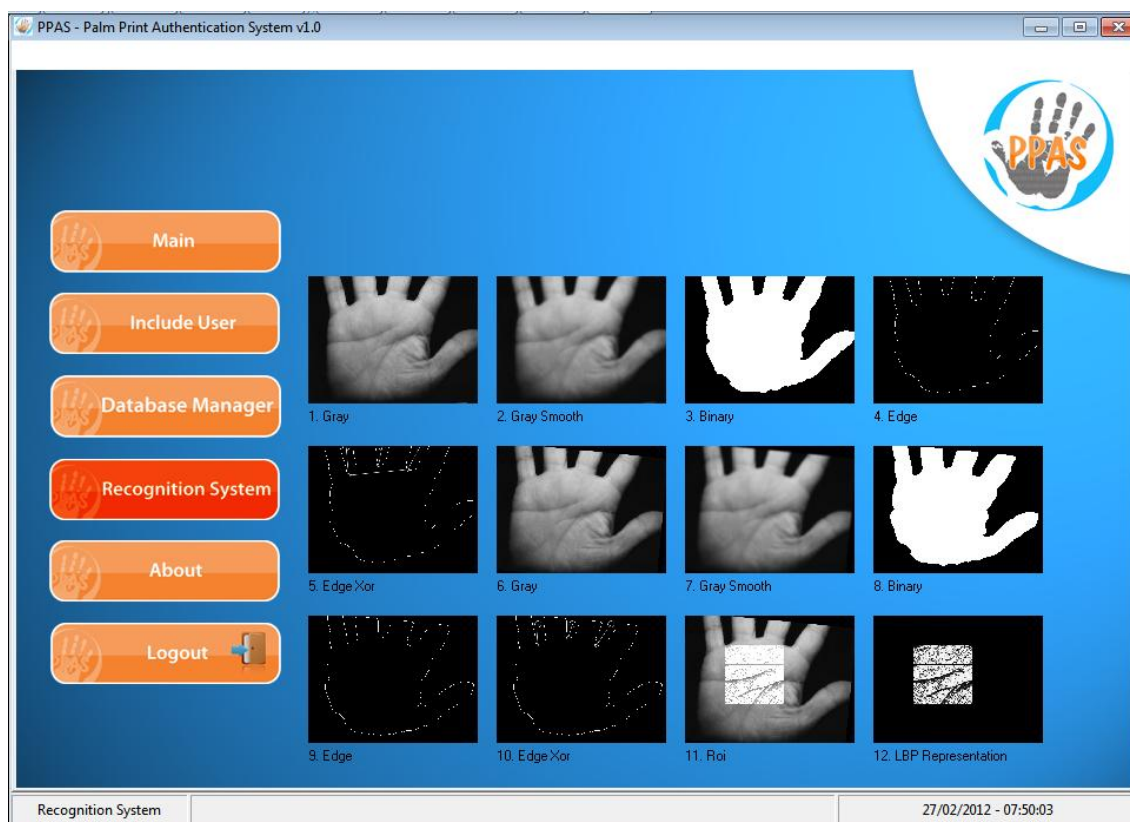 PPAS - Palm Print Authentication System v1.0
PPAS
Main
Include User
Database Manager
Recognition System
About
Logout
1. Gray
2. Gray Smooth
3. Binary
4. Edge
5. Edge Xor
6. Gray
7. Gray Smooth
8. Binary
9. Edge
10. Edge Xor
11. Roi
12. LBP Representation
Recognition System
27/02/2012 - 07:50:03